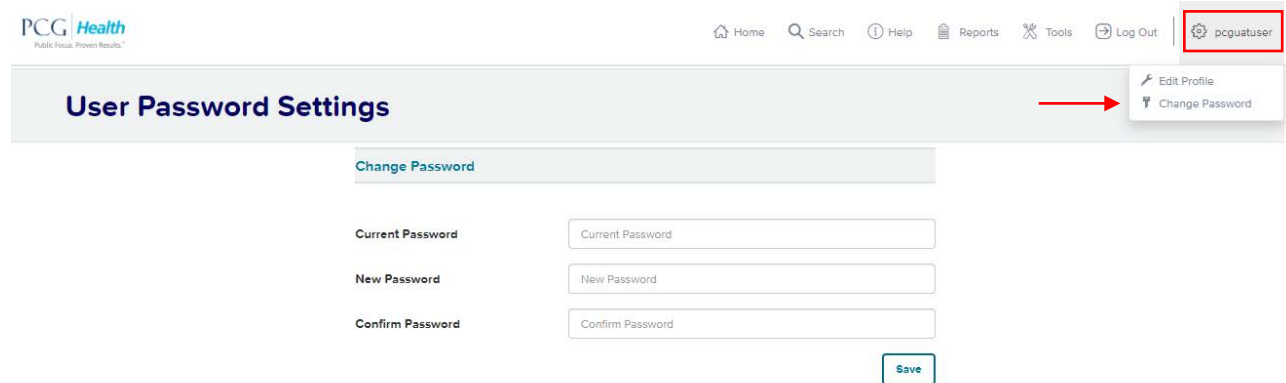 PCG Health
Public Focus. Proven Results.™
Home Search Help Reports Tools Log Out pcguatuser
Edit Profile
Change Password
User Password Settings
Change Password
Current Password Current Password
New Password New Password
Confirm Password Confirm Password
Save